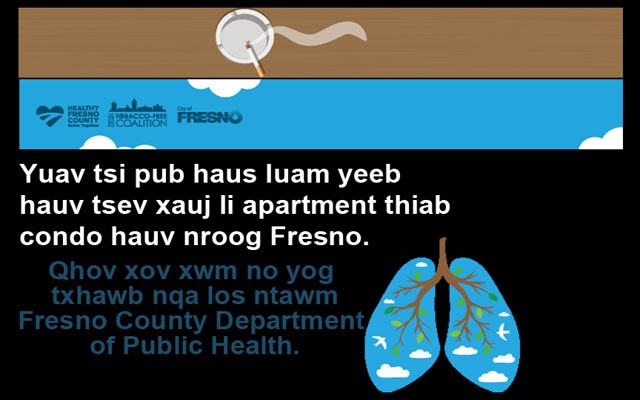 HEALTHY
FRESNO
COUNTY
Better Together
TOBACCO-FREE
COALITION
City of
FRESNO
Yuav tsi pub haus luam yeeb
hauv tsev xauj li apartment thiab
condo hauv nroog Fresno.
Qhov xov xwm no yog
txhawb nqa los ntawm
Fresno County Department
of Public Health.